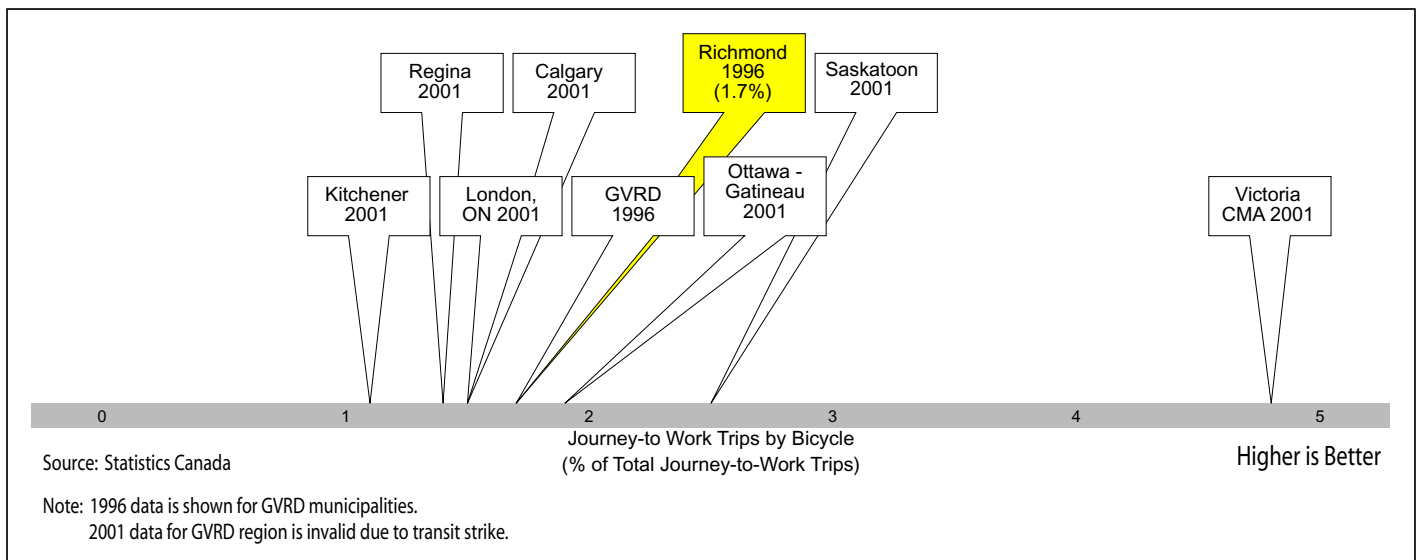 Regina
2001
Calgary
2001
Richmond
1996
(1.7%)
Saskatoon
2001
Kitchener
2001
London,
ON 2001
GVRD
1996
Ottawa -
Gatineau
2001
Victoria
CMA 2001
0 1 2 3 4 5
Journey-to Work Trips by Bicycle
(% of Total Journey-to-Work Trips)
Source: Statistics Canada
Higher is Better
Note: 1996 data is shown for GVRD municipalities.
2001 data for GVRD region is invalid due to transit strike.